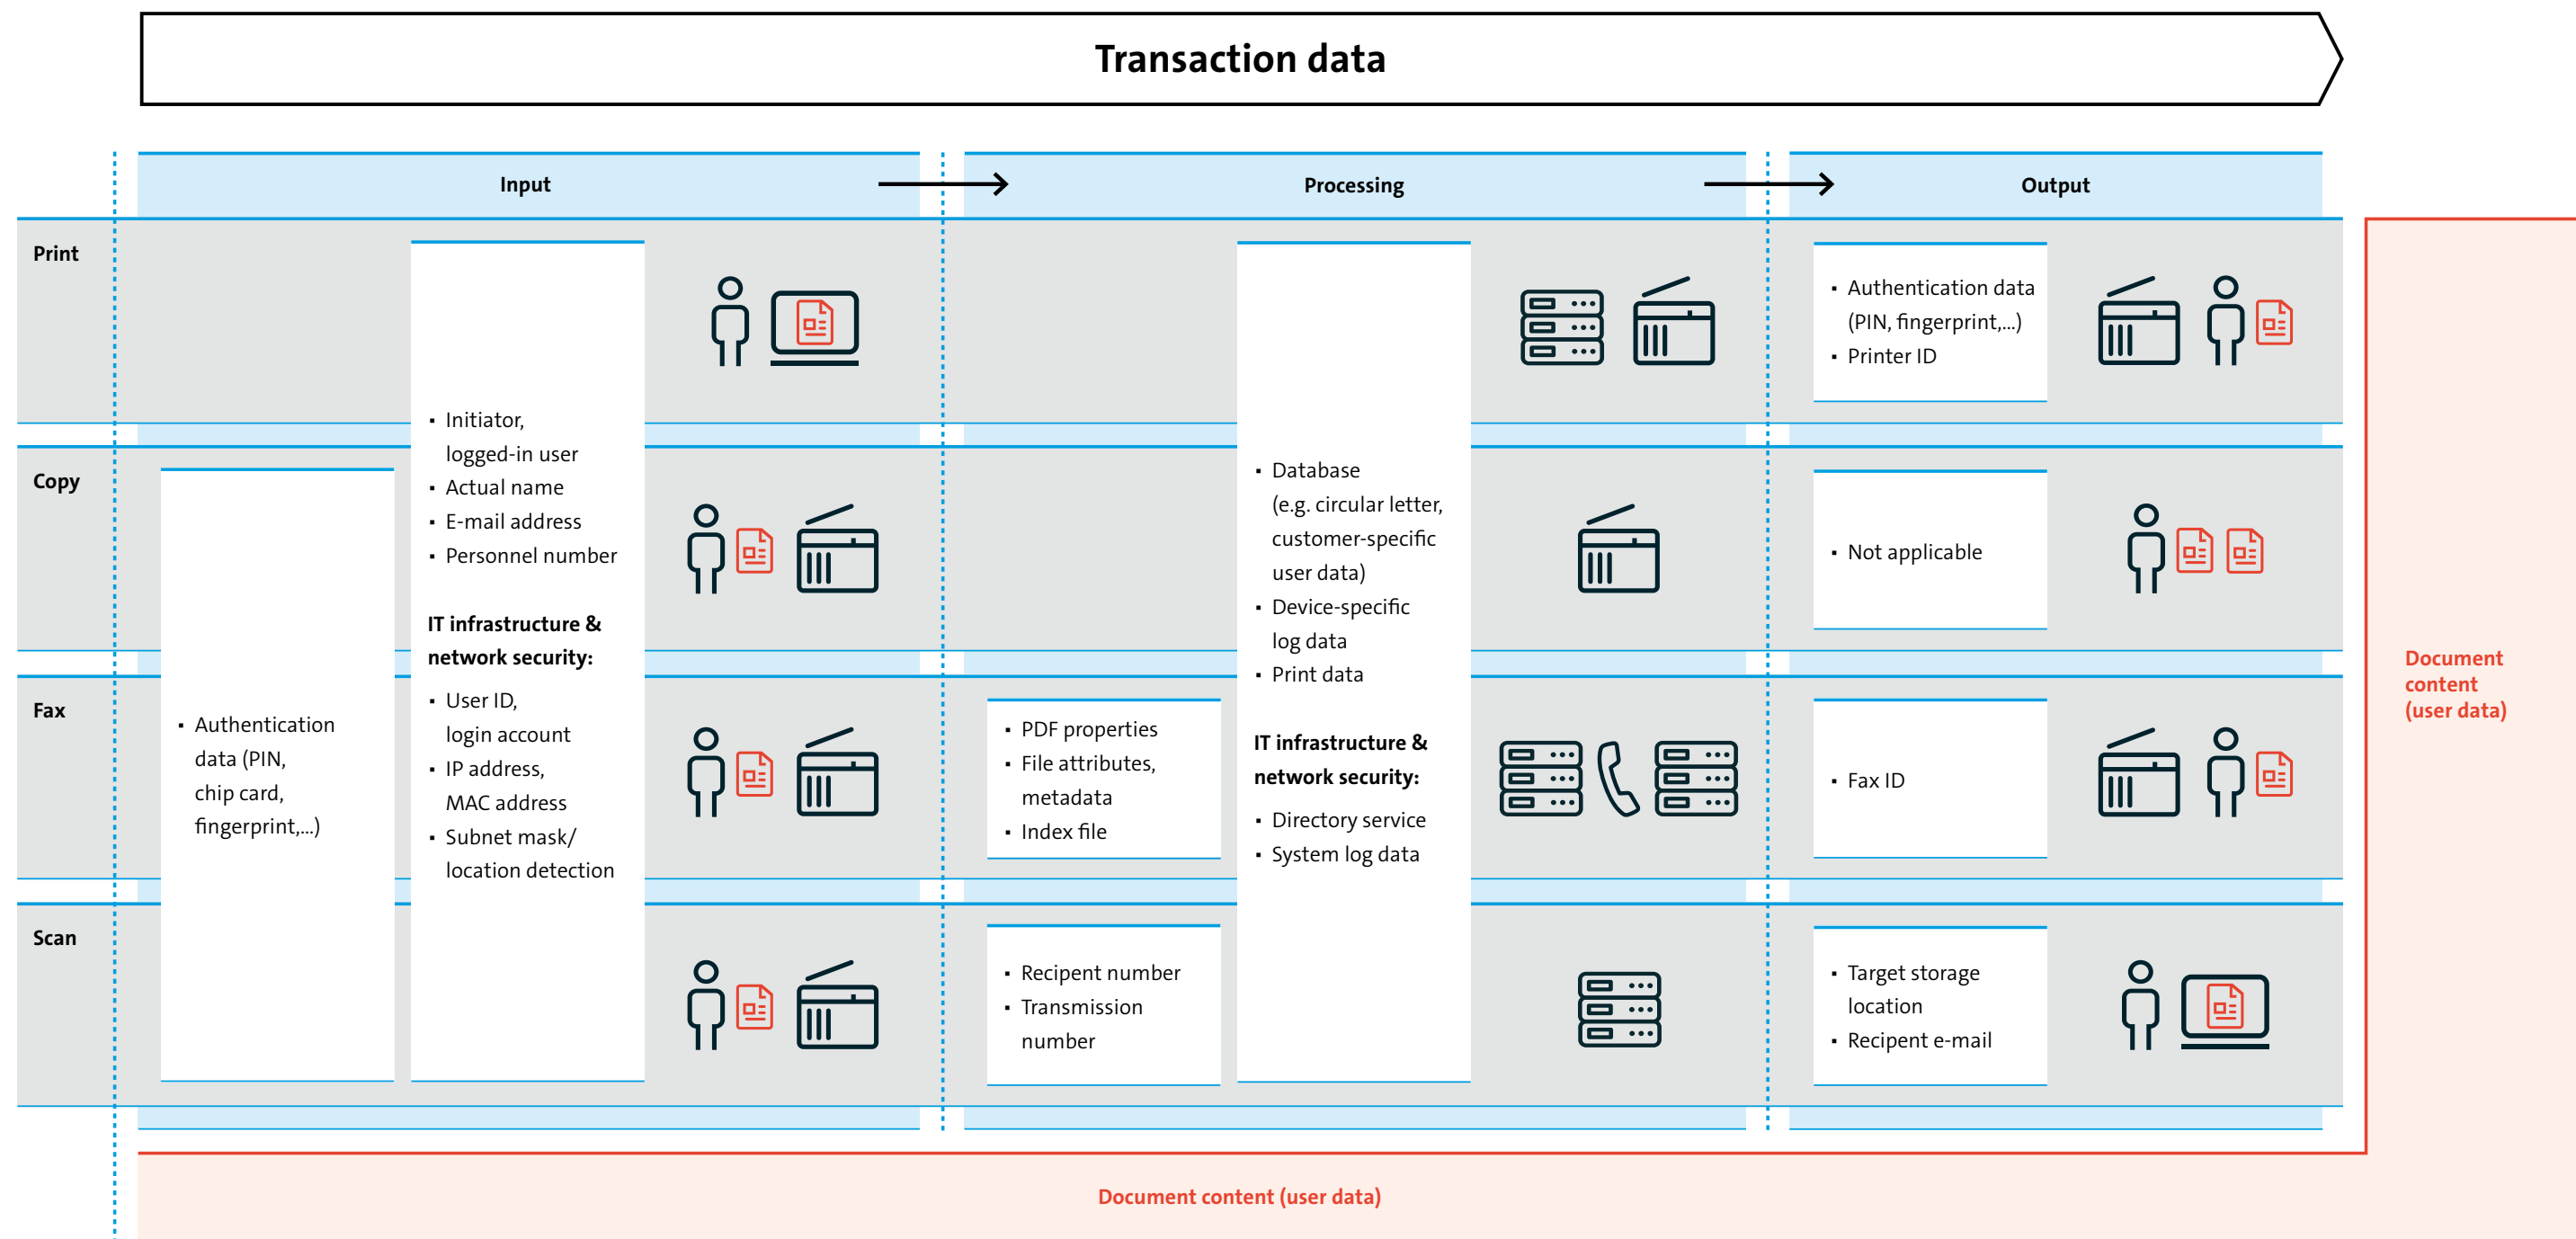 Transaction data
Input
Processing
Output
Print
Copy
Fax
Scan
▪ Authentication
data (PIN,
chip card,
fingerprint,...)
▪ Initiator,
logged-in user
▪ Actual name
▪ E-mail address
▪ Personnel number
IT infrastructure &
network security:
▪ User ID,
login account
▪ IP address,
MAC address
▪ Subnet mask/
location detection
▪ PDF properties
▪ File attributes,
metadata
▪ Index file
▪ Recipent number
▪ Transmission
number
▪ Database
(e.g. circular letter,
customer-specific
user data)
▪ Device-specific
log data
▪ Print data
IT infrastructure &
network security:
▪ Directory service
▪ System log data
▪ Authentication data
(PIN, fingerprint,...)
▪ Printer ID
▪ Not applicable
▪ Fax ID
▪ Target storage
location
▪ Recipent e-mail
Document
content
(user data)
Document content (user data)